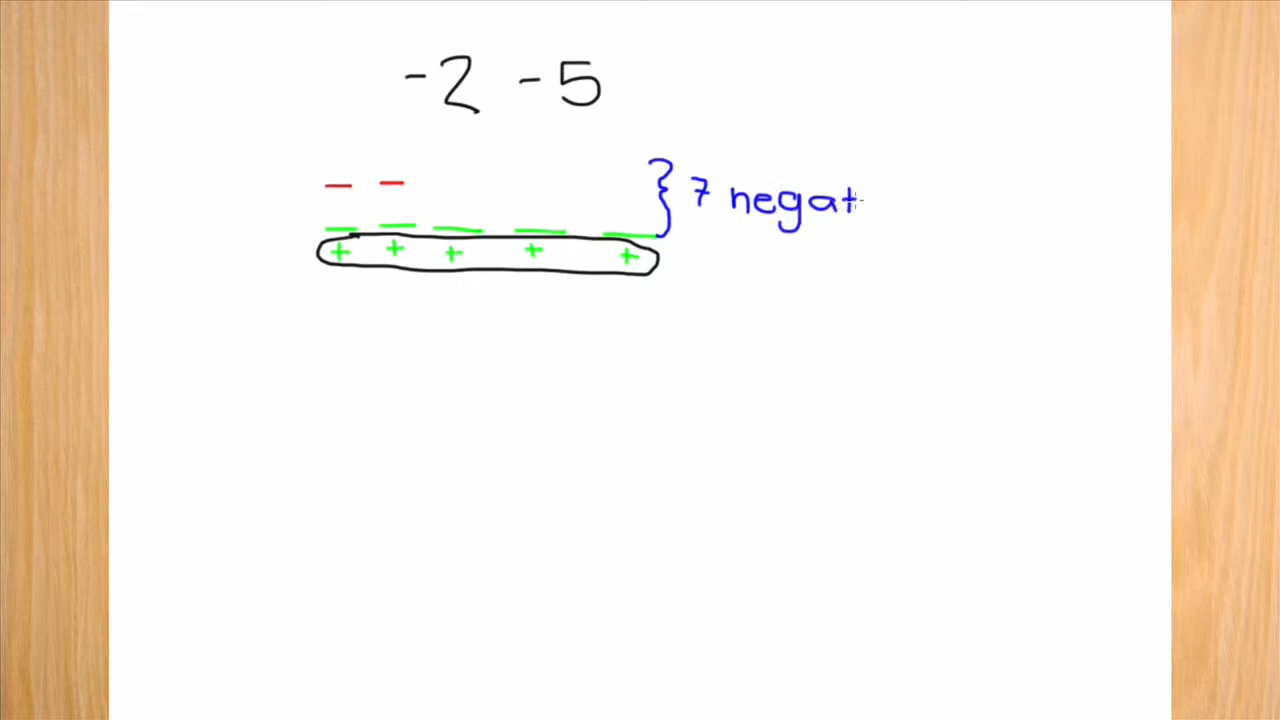 -2 -5
- -
} 7 negat
- - - - -
+ + + + +